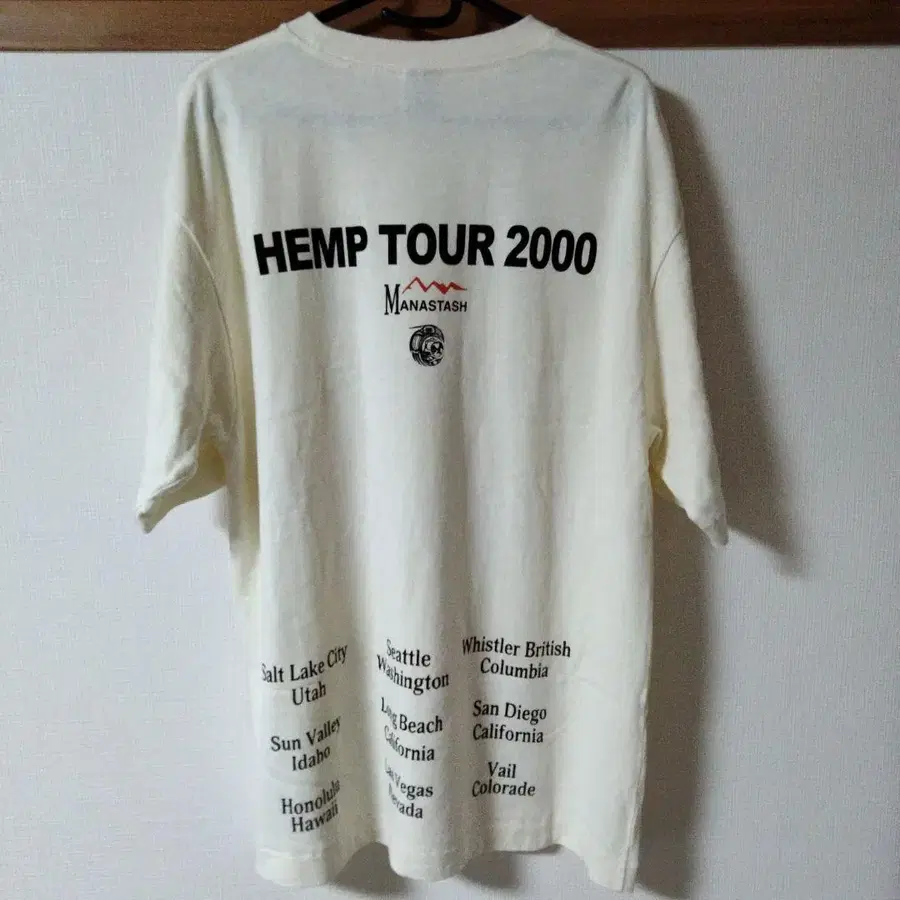 HEMP TOUR 2000
MANASTASH
Salt Lake City
Utah
Sun Valley
Idaho
Honolulu
Hawaii
Seattle
Washington
Long Beach
California
Las Vegas
Nevada
Whistler British
Columbia
San Diego
California
Vail
Colorade